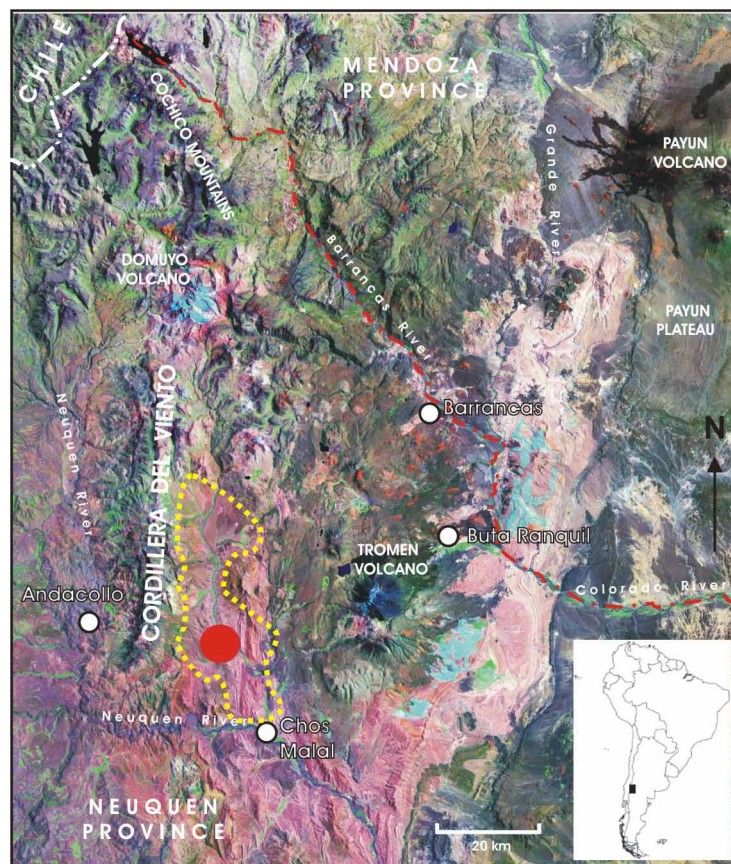 CHILE
MENDOZA
PROVINCE
COCHICO MOUNTAINS
Grande River
PAYUN
VOLCANO
Barrancas River
DOMUYO
VOLCANO
PAYUN
PLATEAU
Neuquen River
CORDILLERA DEL VIENTO
Barrancas
N
Buta Ranquil
TROMEN
VOLCANO
Colorado River
Andacollo
Neuquen River
Chos
Malal
NEUQUEN
PROVINCE
20 km